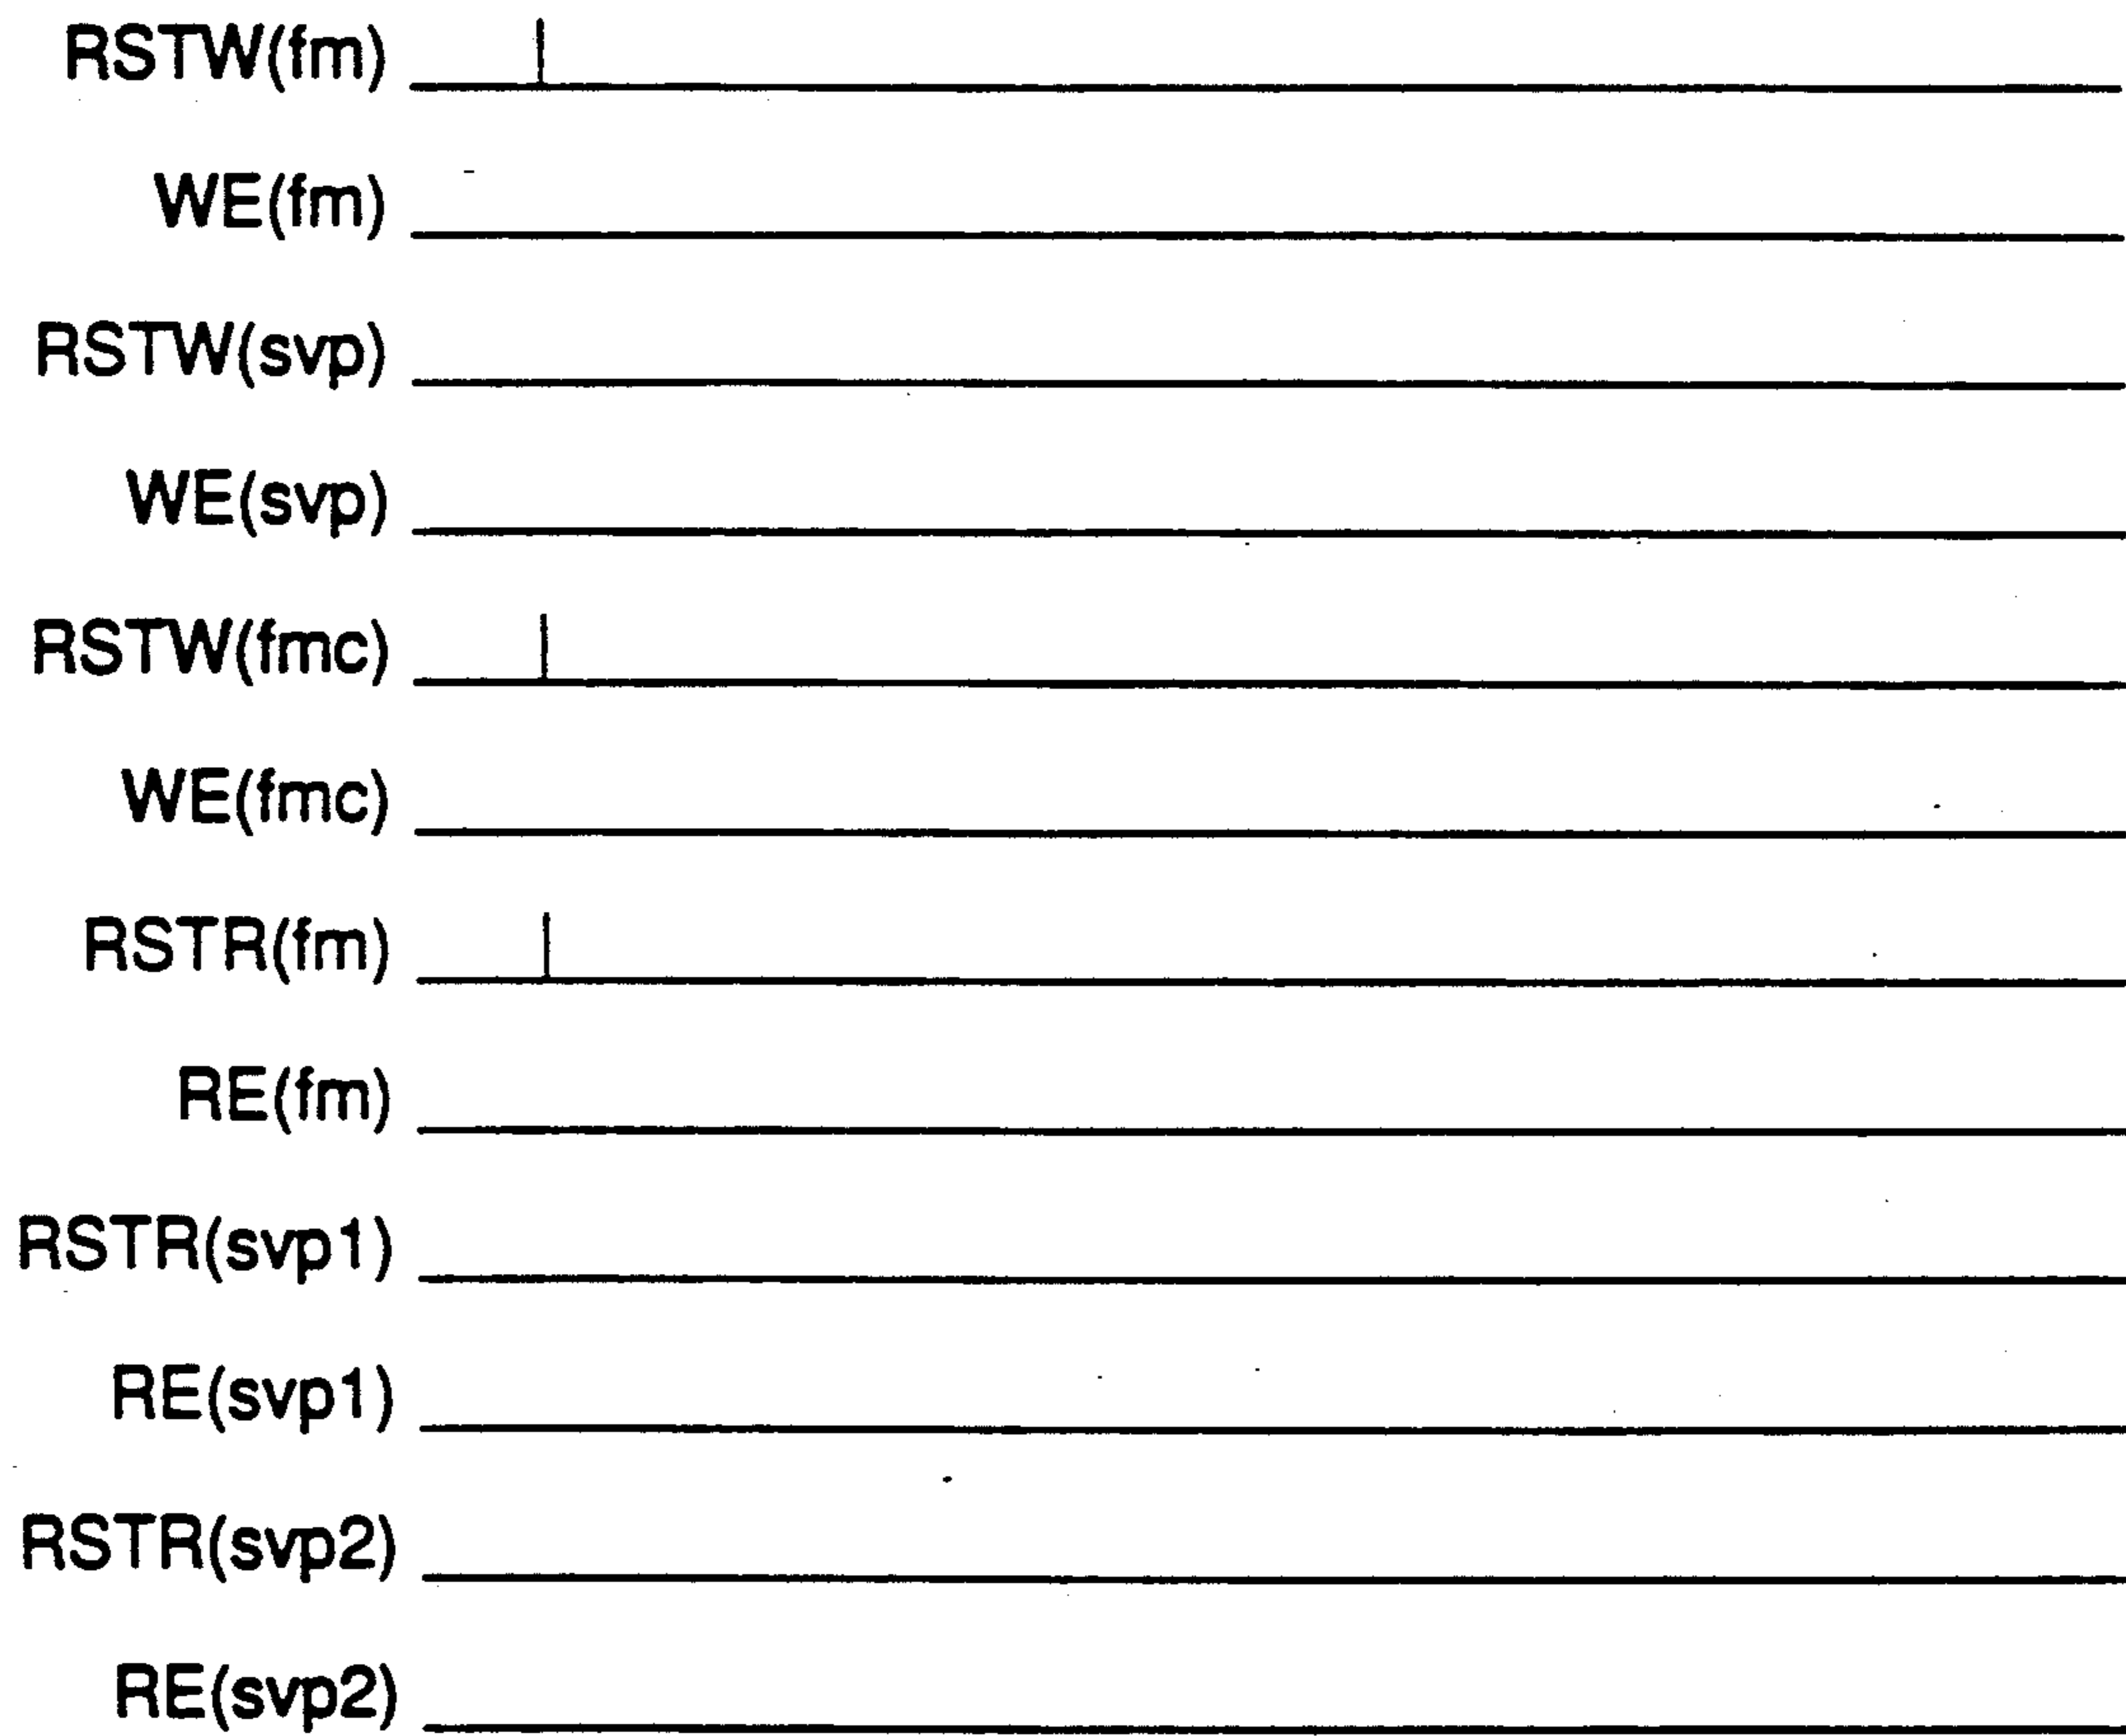 RSTW(fm)
WE(fm)
RSTW(svp)
WE(svp)
RSTW(fmc)
WE(fmc)
RSTR(fm)
RE(fm)
RSTR(svp1)
RE(svp1)
RSTR(svp2)
RE(svp2)